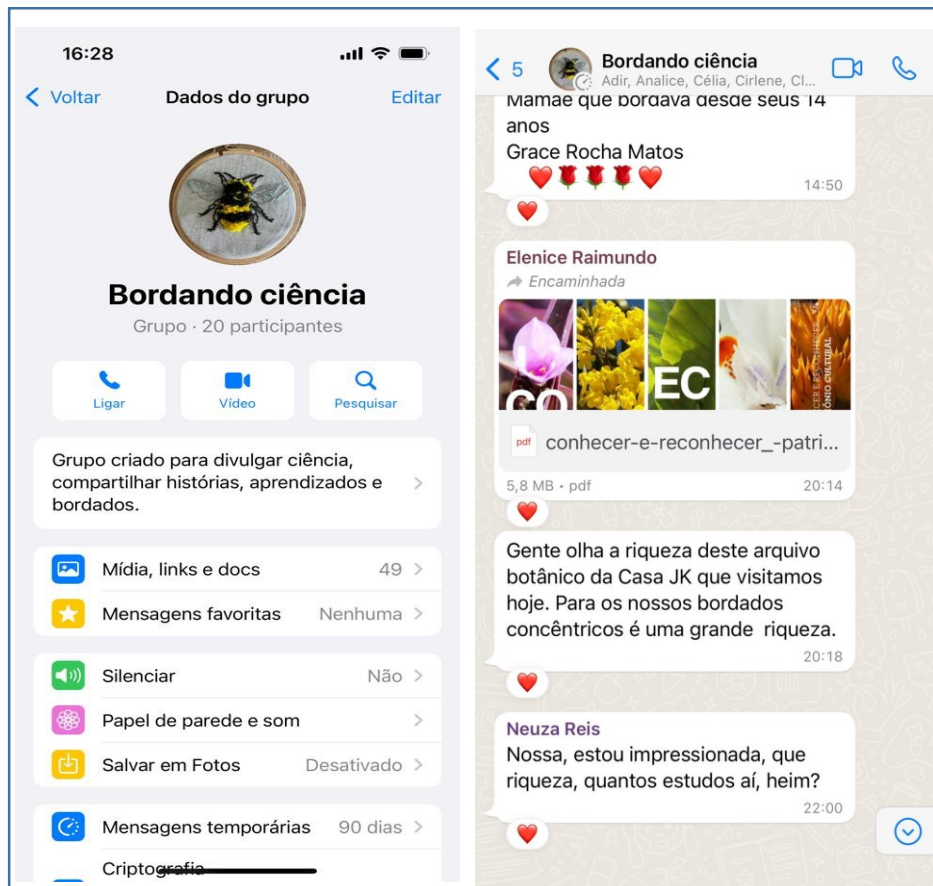 16:28
Voltar
Dados do grupo
Editar
Bordando ciência
Grupo · 20 participantes
Ligar
Vídeo
Pesquisar
Grupo criado para divulgar ciência,
compartilhar histórias, aprendizados e
bordados.
Mídia, links e docs 49
Mensagens favoritas Nenhuma
Silenciar Não
Papel de parede e som
Salvar em Fotos Desativado
Mensagens temporárias 90 dias
Criptografia
5
Bordando ciência
Adir, Analice, Célia, Cirlene, Cl...
Mamãe que bordava desde seus 14
anos
Grace Rocha Matos
14:50
Elenice Raimundo
Encaminhada
CO
EC
CER E RECONHECER
ÔNIO CULTURAL
pdf
conhecer-e-reconhecer_-patri...
5,8 MB · pdf 20:14
Gente olha a riqueza deste arquivo
botânico da Casa JK que visitamos
hoje. Para os nossos bordados
concêntricos é uma grande riqueza.
20:18
Neuza Reis
Nossa, estou impressionada, que
riqueza, quantos estudos aí, heim?
22:00